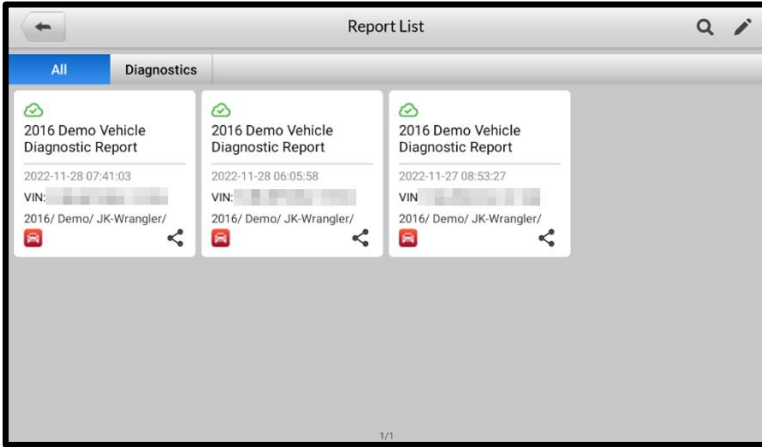 Report List
All
Diagnostics
2016 Demo Vehicle
Diagnostic Report
2022-11-28 07:41:03
VIN:
2016/ Demo/ JK-Wrangler/
2016 Demo Vehicle
Diagnostic Report
2022-11-28 06:05:58
VIN:
2016/ Demo/ JK-Wrangler/
2016 Demo Vehicle
Diagnostic Report
2022-11-27 08:53:27
VIN
2016/ Demo/ JK-Wrangler/
1/1